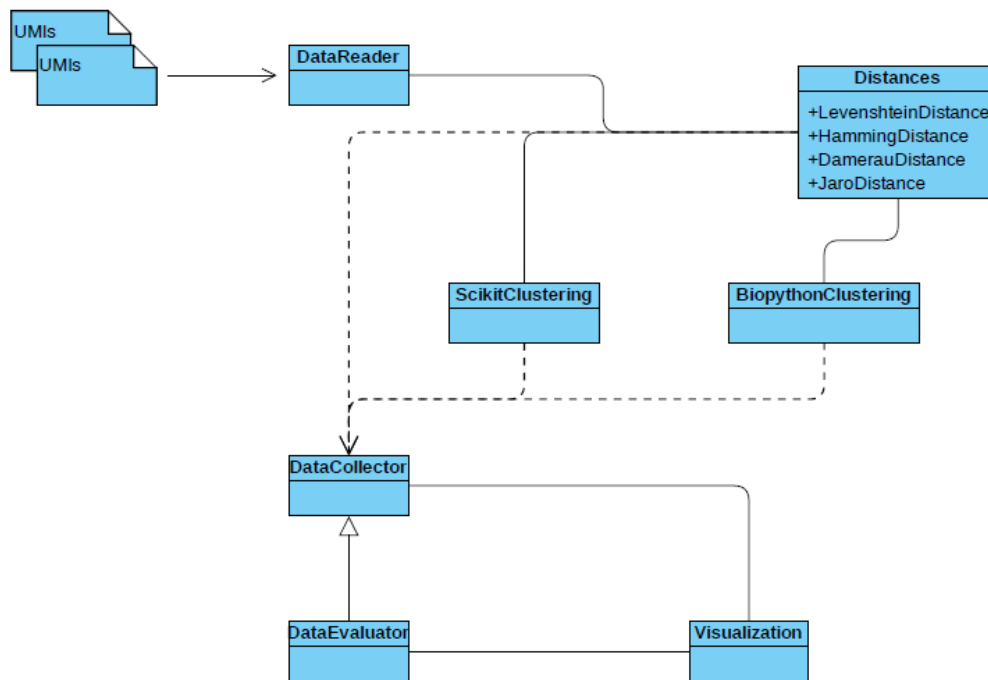 UMIs
UMIs
DataReader
Distances
+LevenshteinDistance
+HammingDistance
+DamerauDistance
+JaroDistance
ScikitClustering
BiopythonClustering
DataCollector
DataEvaluator
Visualization